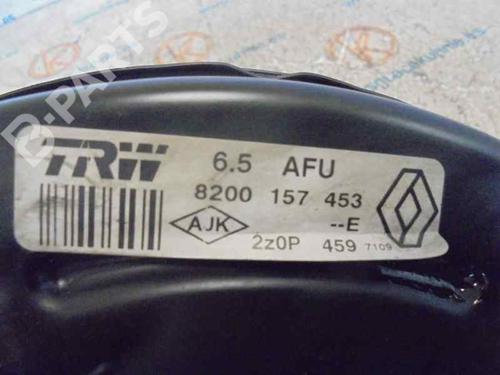 B-PARTS
TRW 6.5 AFU
8200 157 453
AJK --E
2z0P 459 7109